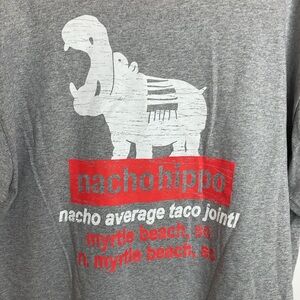 nachohippo
nacho average taco joint!
myrtle beach, sc
n. myrtle beach, sc